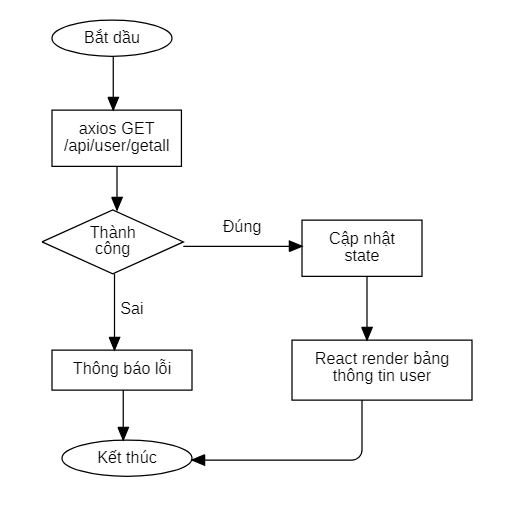 Bắt dầu
axios GET
/api/user/getall
Thành
công
Đúng
Cập nhật
state
Sai
Thông báo lỗi
React render bảng
thông tin user
Kết thúc